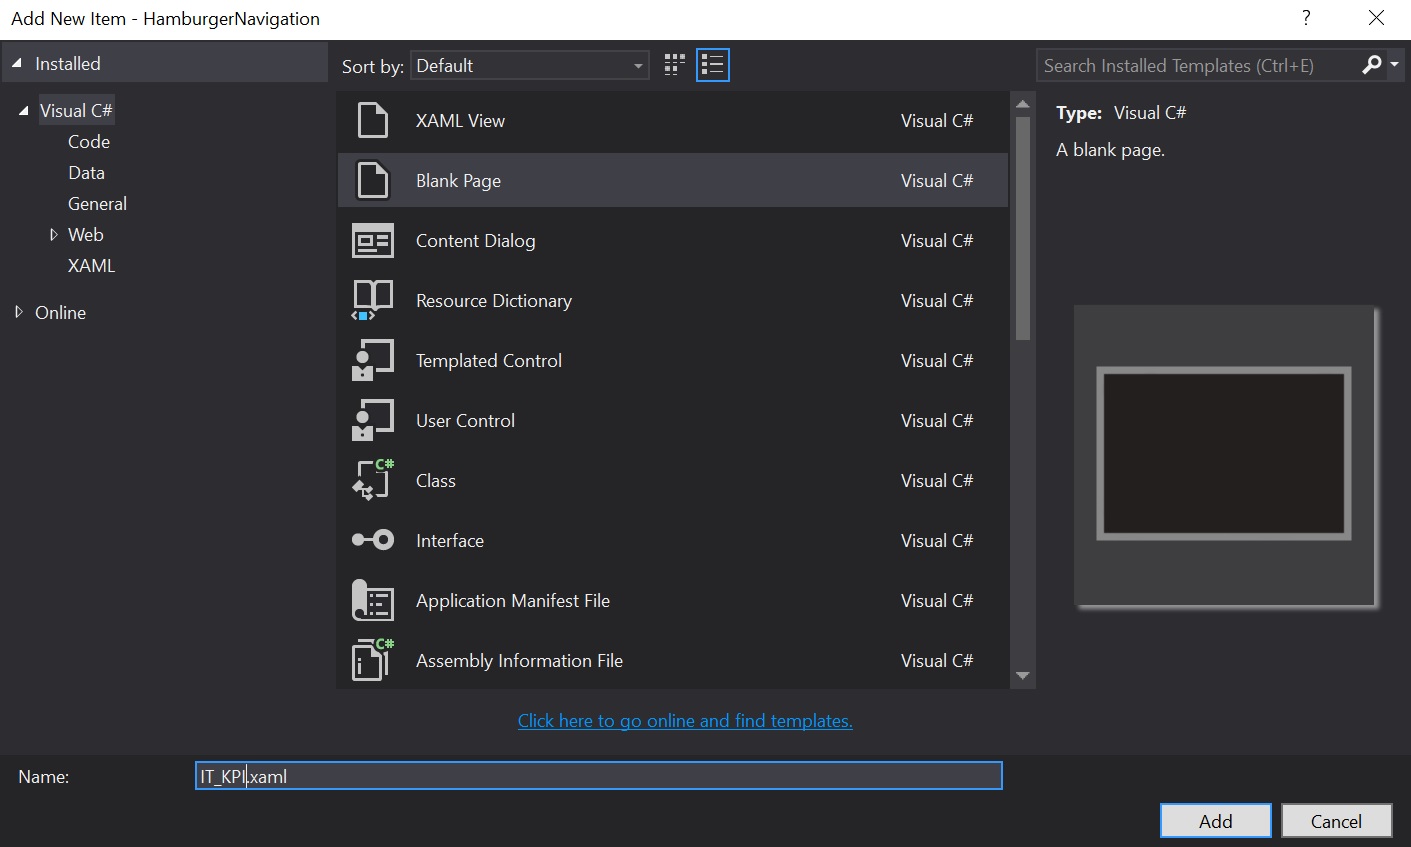 Add New Item - HamburgerNavigation
?
Installed
Sort by: Default
Search Installed Templates (Ctrl+E)
Visual C#
Code
Data
General
Web
XAML
Online
XAML View Visual C#
Blank Page Visual C#
Content Dialog Visual C#
Resource Dictionary Visual C#
Templated Control Visual C#
User Control Visual C#
C#
Class Visual C#
Interface Visual C#
Application Manifest File Visual C#
C#
Assembly Information File Visual C#
Type: Visual C#
A blank page.
Click here to go online and find templates.
Name: IT_KPI.xaml
Add Cancel